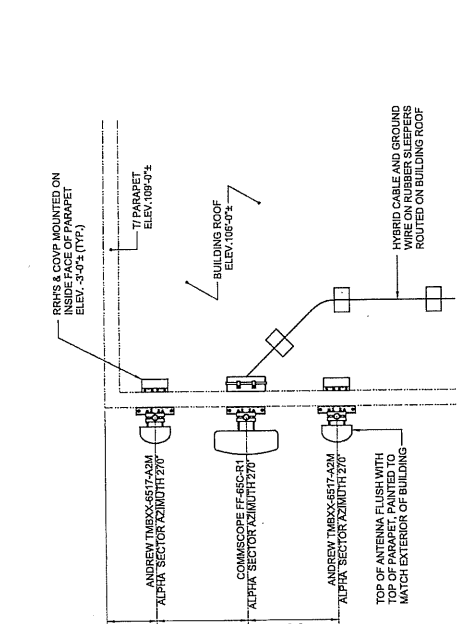 RRH'S & COVP MOUNTED ON
INSIDE FACE OF PARAPET
ELEV. -3'-0"± (TYP.)
T/ PARAPET
ELEV.109'-0"±
BUILDING ROOF
ELEV.106'-0"±
HYBRID CABLE AND GROUND
WIRE ON RUBBER SLEEPERS
ROUTED ON BUILDING ROOF
ANDREW TMBXX-6517-A2M
ALPHA SECTOR AZIMUTH 270°
COMMSCOPE FF-65C-R1
ALPHA SECTOR AZIMUTH 270°
ANDREW TMBXX-6517-A2M
ALPHA SECTOR AZIMUTH 270°
TOP OF ANTENNA FLUSH WITH
TOP OF PARAPET, PAINTED TO
MATCH EXTERIOR OF BUILDING